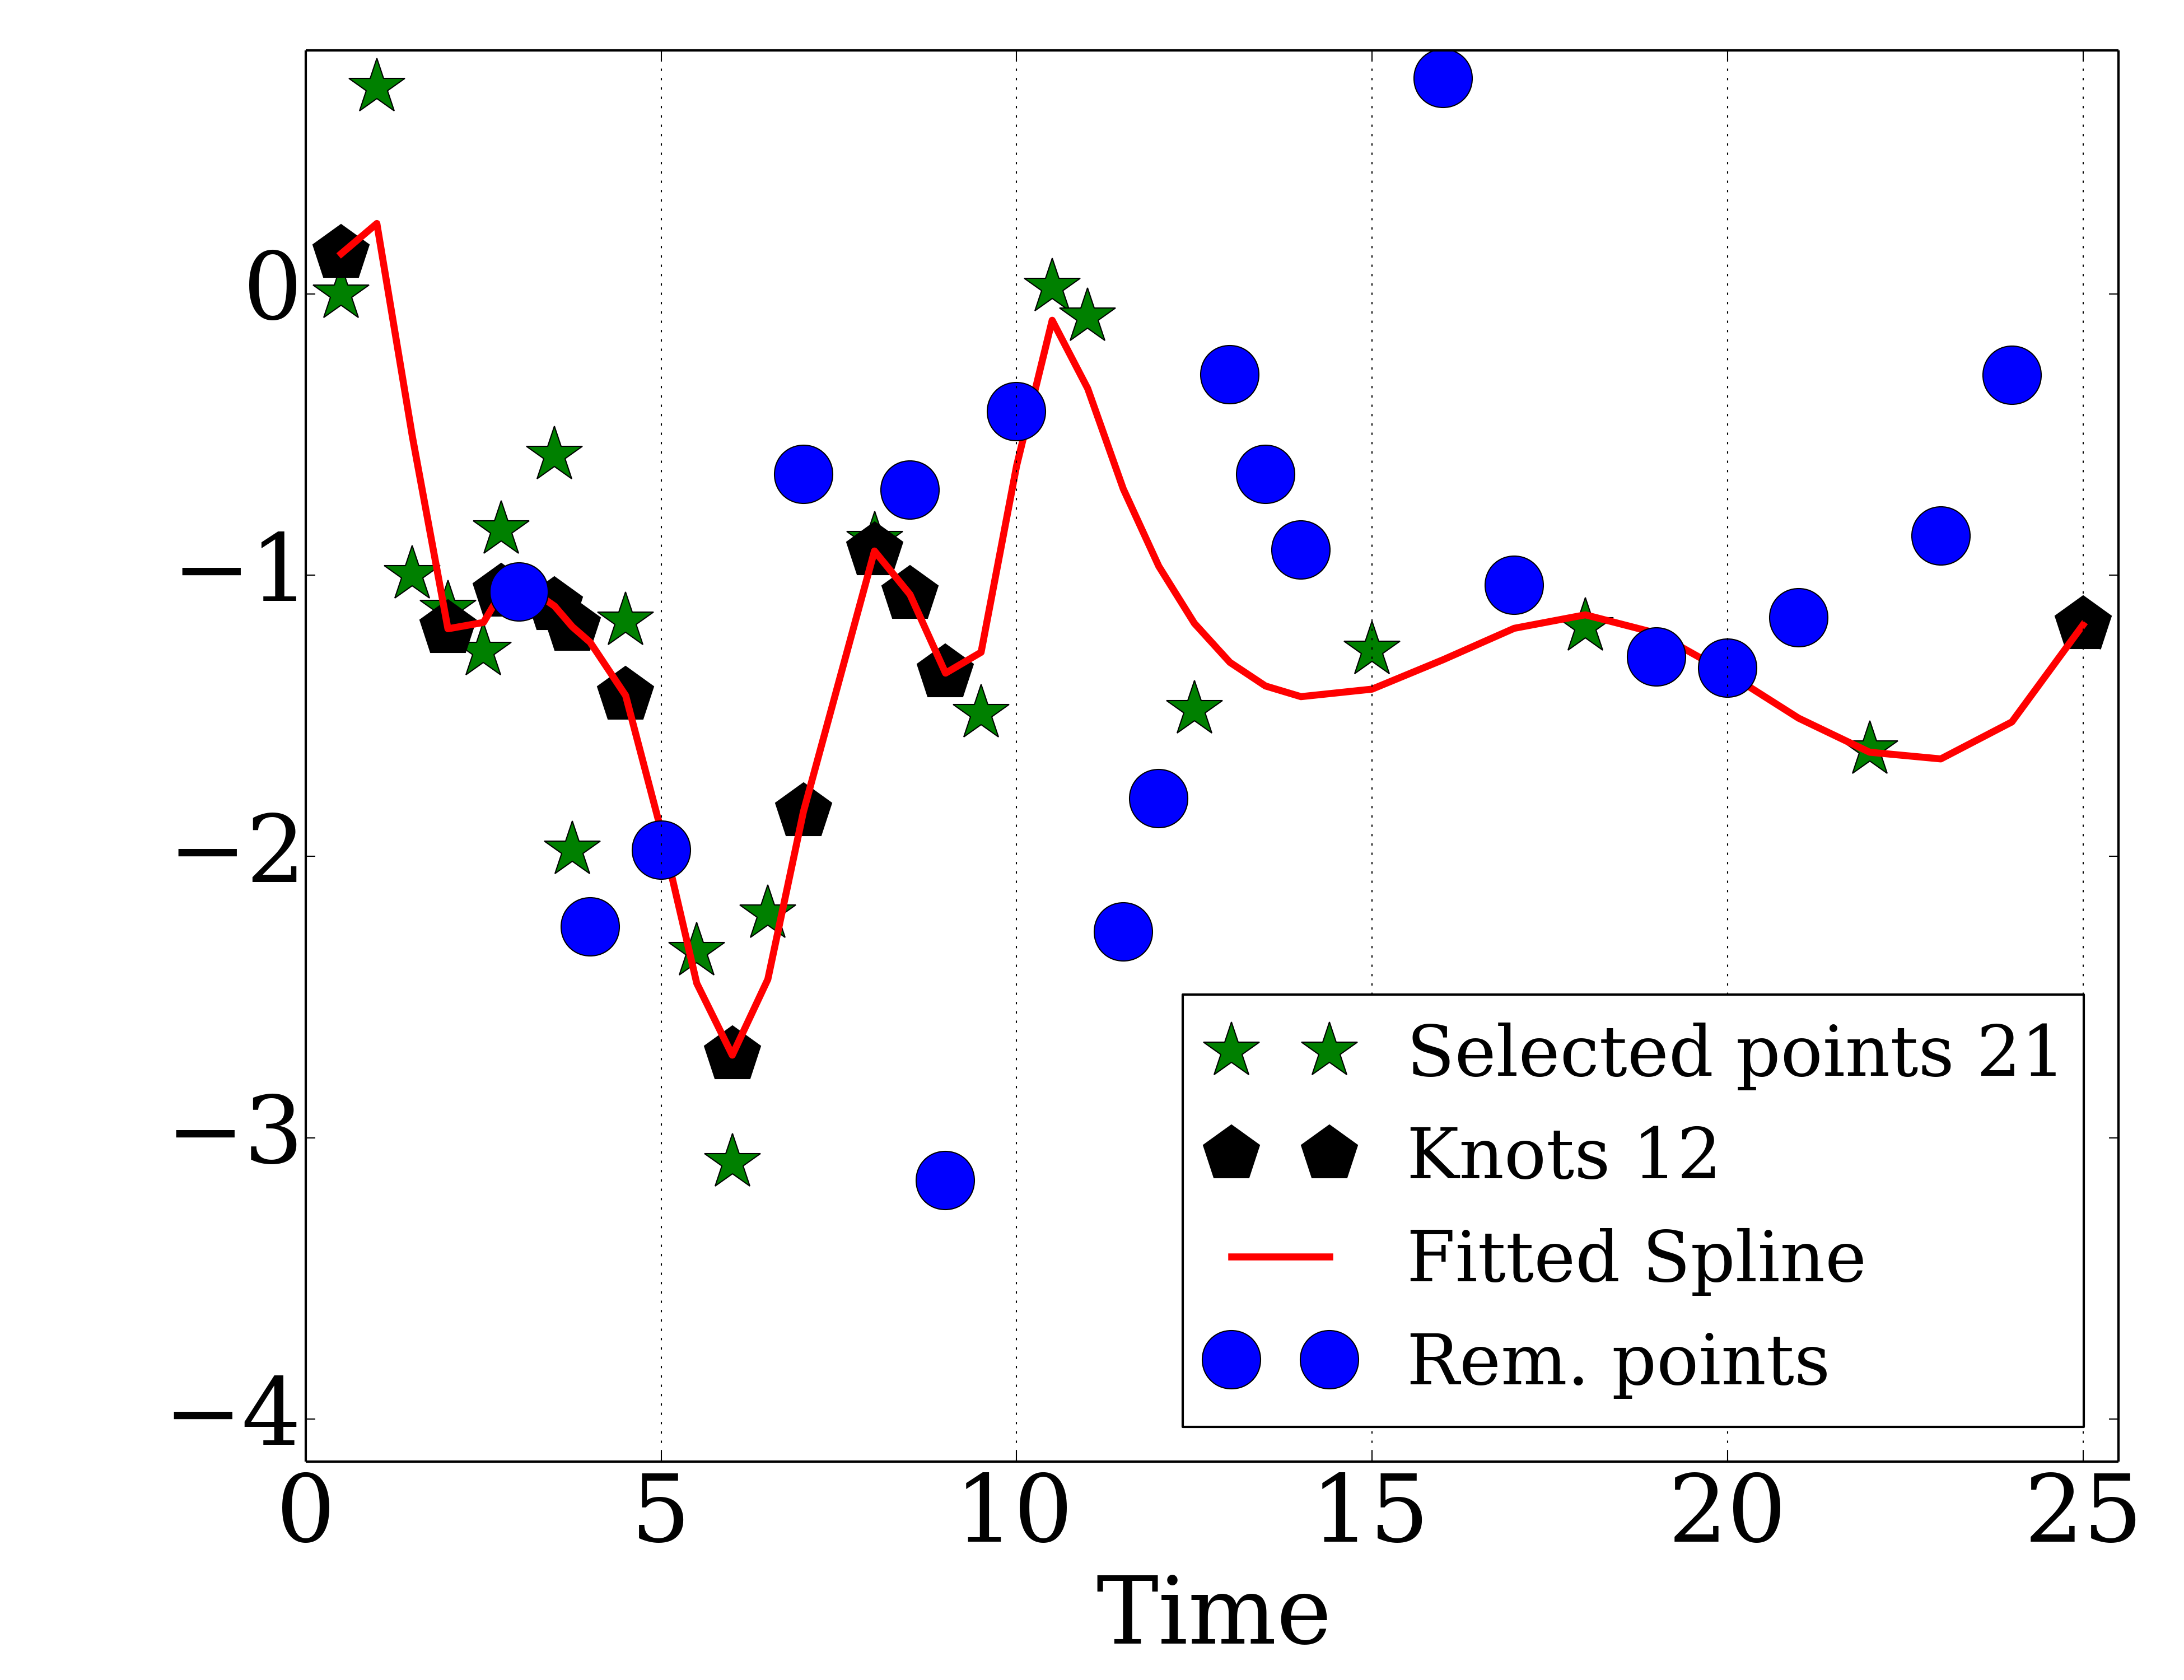 0
−1
−2
−3
−4
0 5 10 15 20 25
Time
Selected points 21
Knots 12
Fitted Spline
Rem. points